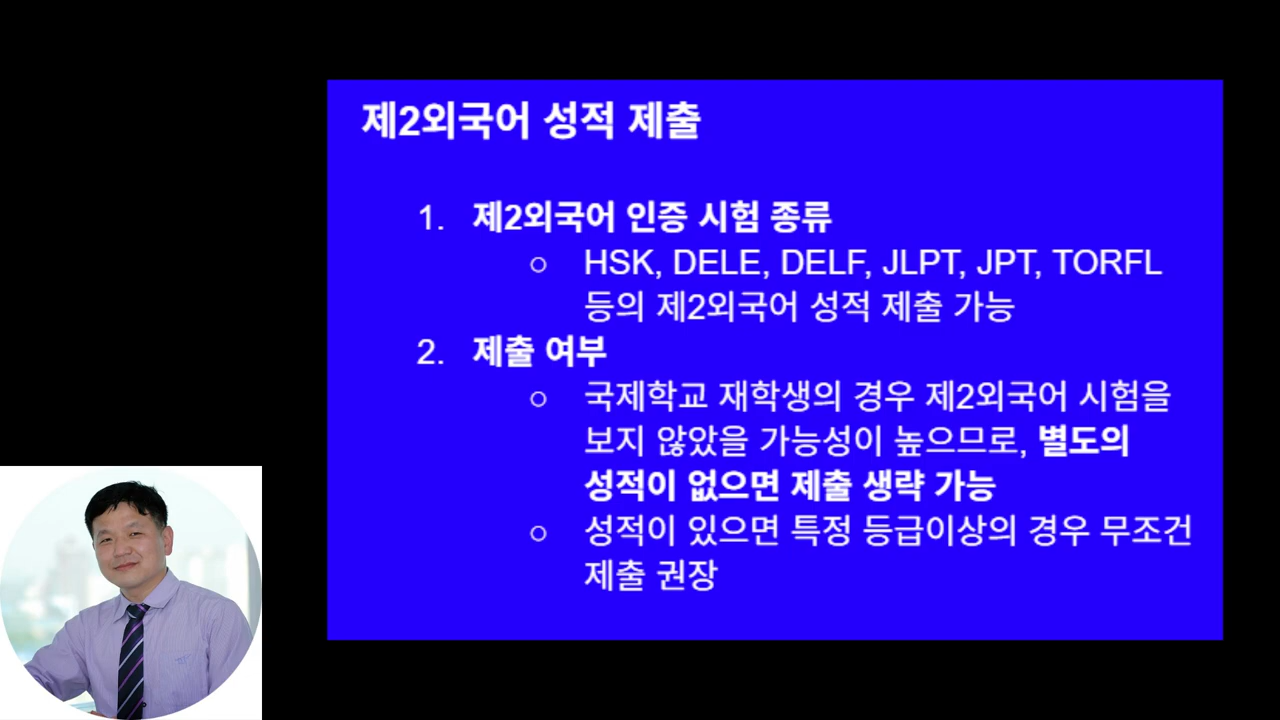 제2외국어 성적 제출
1. 제2외국어 인증 시험 종류
○ HSK, DELE, DELF, JLPT, JPT, TORFL
등의 제2외국어 성적 제출 가능
2. 제출 여부
○ 국제학교 재학생의 경우 제2외국어 시험을
보지 않았을 가능성이 높으므로, 별도의
성적이 없으면 제출 생략 가능
○ 성적이 있으면 특정 등급이상의 경우 무조건
제출 권장